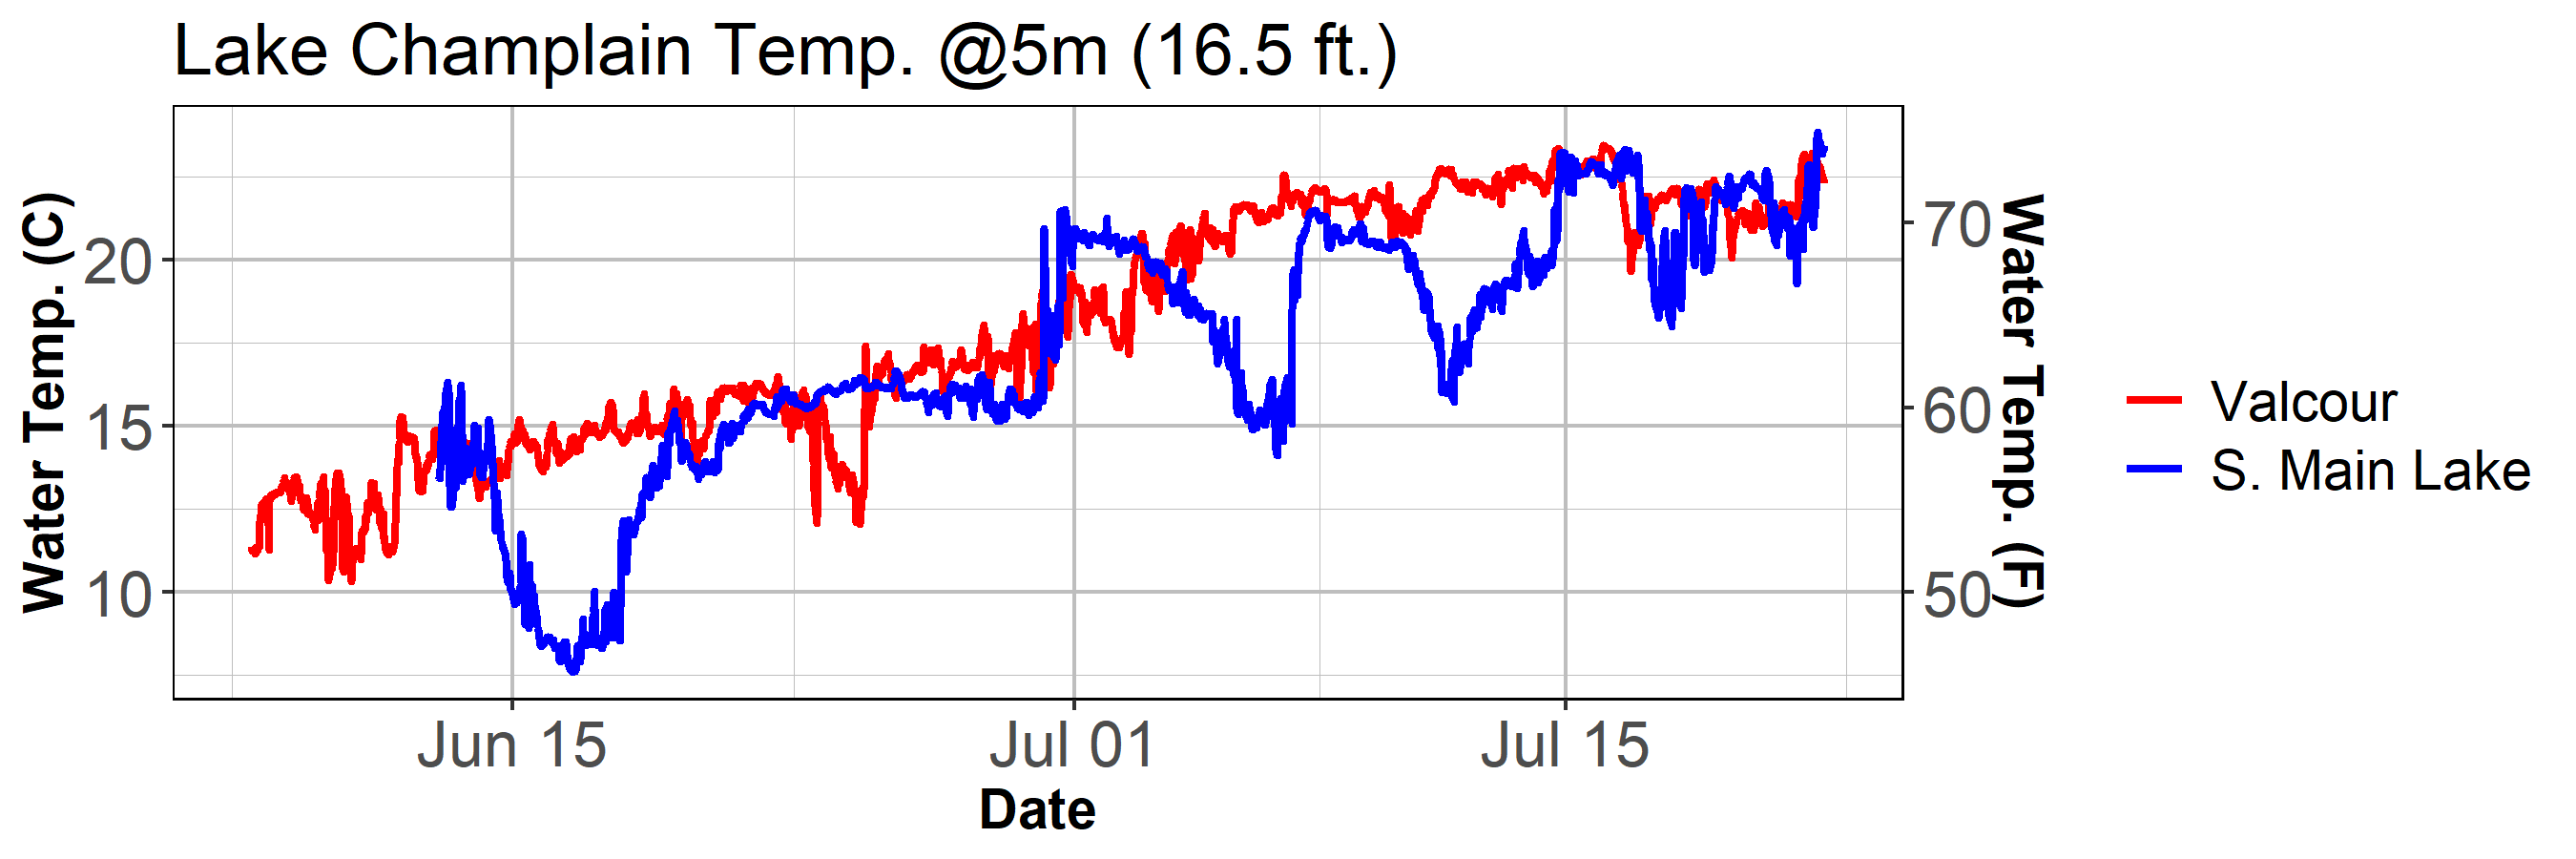 Lake Champlain Temp. @5m (16.5 ft.)
Water Temp. (C)
20
15
10
70
60
50
Water Temp. (F)
Jun 15
Jul 01
Jul 15
Date
Valcour
S. Main Lake